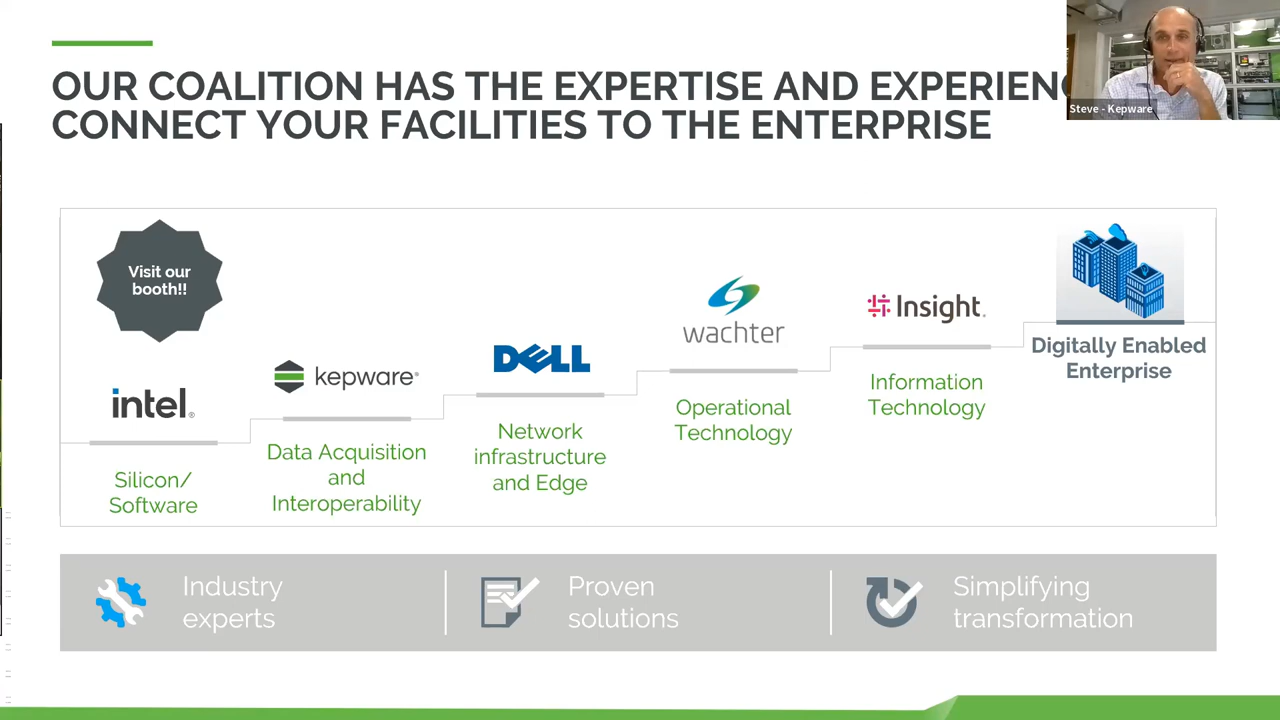 OUR COALITION HAS THE EXPERTISE AND EXPERIENC
CONNECT YOUR FACILITIES TO THE ENTERPRISE
Steve - Kepware
Visit our
booth!!
intel®
Silicon/
Software
kepware®
Data Acquisition
and
Interoperability
DELL
Network
infrastructure
and Edge
wachter
Operational
Technology
Insight®
Information
Technology
Digitally Enabled
Enterprise
Industry
experts
Proven
solutions
Simplifying
transformation